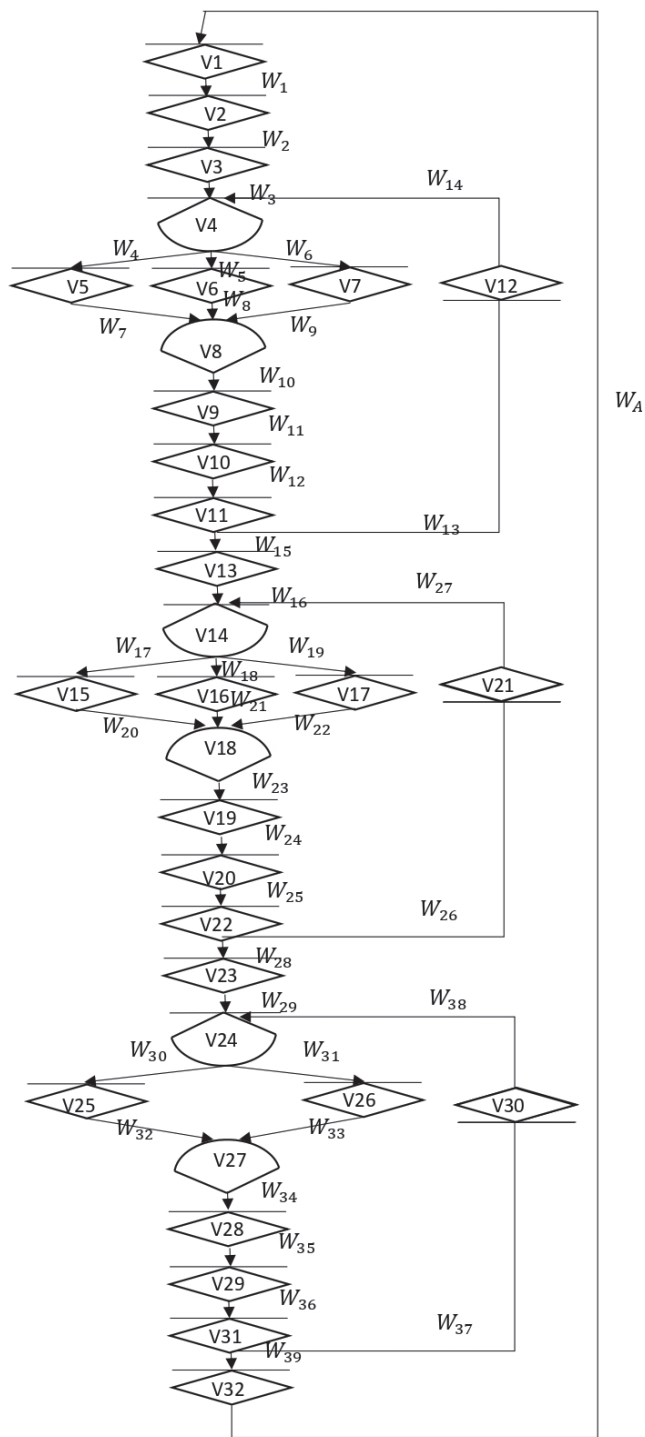 V1
W₁
V2
W₂
V3
W₃
W₁₄
V4
W₄
W₅
W₆
V5
V6
V7
V12
W₇
W₈
W₉
V8
W₁₀
W_A
V9
W₁₁
V10
W₁₂
V11
W₁₃
W₁₅
V13
W₁₆
W₂₇
V14
W₁₇
W₁₈
W₁₉
V15
V16
V17
V21
W₂₀
W₂₁
W₂₂
V18
W₂₃
V19
W₂₄
V20
W₂₅
V22
W₂₆
W₂₈
V23
W₂₉
W₃₈
V24
W₃₀
W₃₁
V25
V26
V30
W₃₂
W₃₃
V27
W₃₄
V28
W₃₅
V29
W₃₆
V31
W₃₇
W₃₉
V32